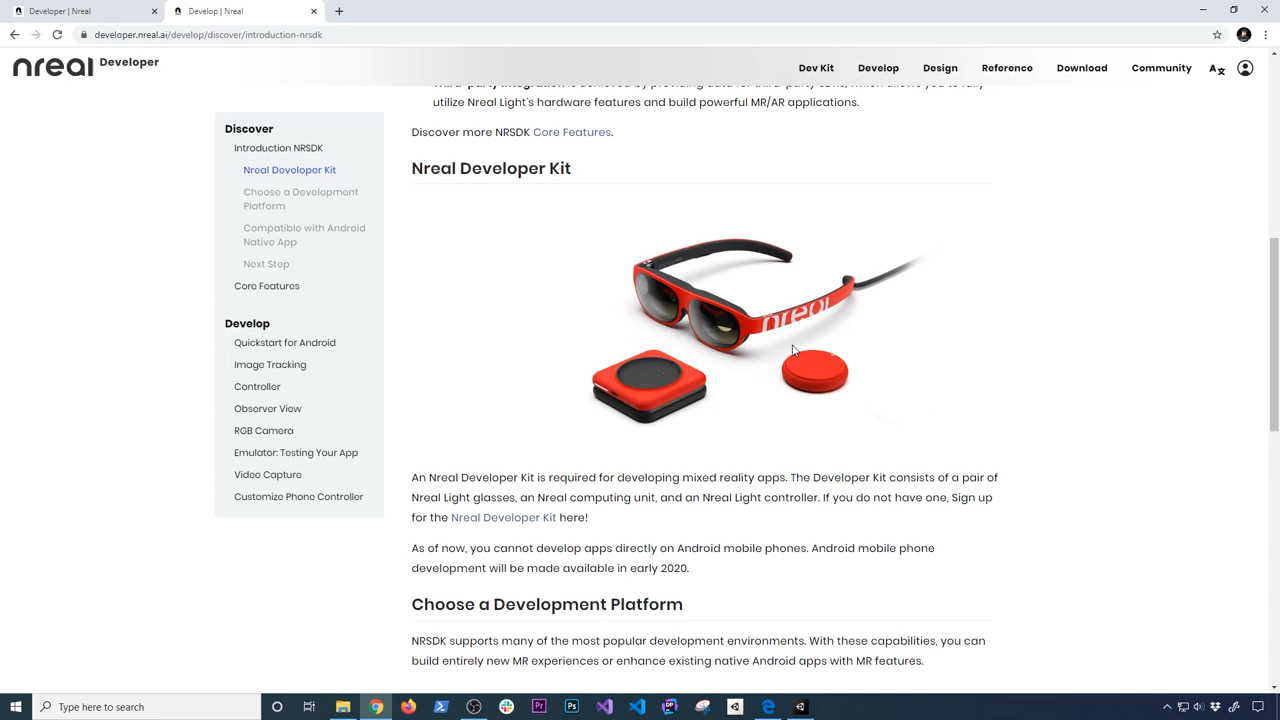 Developer | Nreal
Develop | Nreal
developer.nreal.ai/develop/discover/introduction-nrsdk
nreal Developer
Dev Kit
Develop
Design
Reference
Download
Community
utilize Nreal Light's hardware features and build powerful MR/AR applications.
Discover more NRSDK Core Features.
Discover
Introduction NRSDK
Nreal Developer Kit
Choose a Development
Platform
Compatible with Android
Native App
Next Step
Core Features
Develop
Quickstart for Android
Image Tracking
Controller
Observer View
RGB Camera
Emulator: Testing Your App
Video Capture
Customize Phone Controller
Nreal Developer Kit
nreal
An Nreal Developer Kit is required for developing mixed reality apps. The Developer Kit consists of a pair of
Nreal Light glasses, an Nreal computing unit, and an Nreal Light controller. If you do not have one, Sign up
for the Nreal Developer Kit here!
As of now, you cannot develop apps directly on Android mobile phones. Android mobile phone
development will be made available in early 2020.
Choose a Development Platform
NRSDK supports many of the most popular development environments. With these capabilities, you can
build entirely new MR experiences or enhance existing native Android apps with MR features.
Type here to search